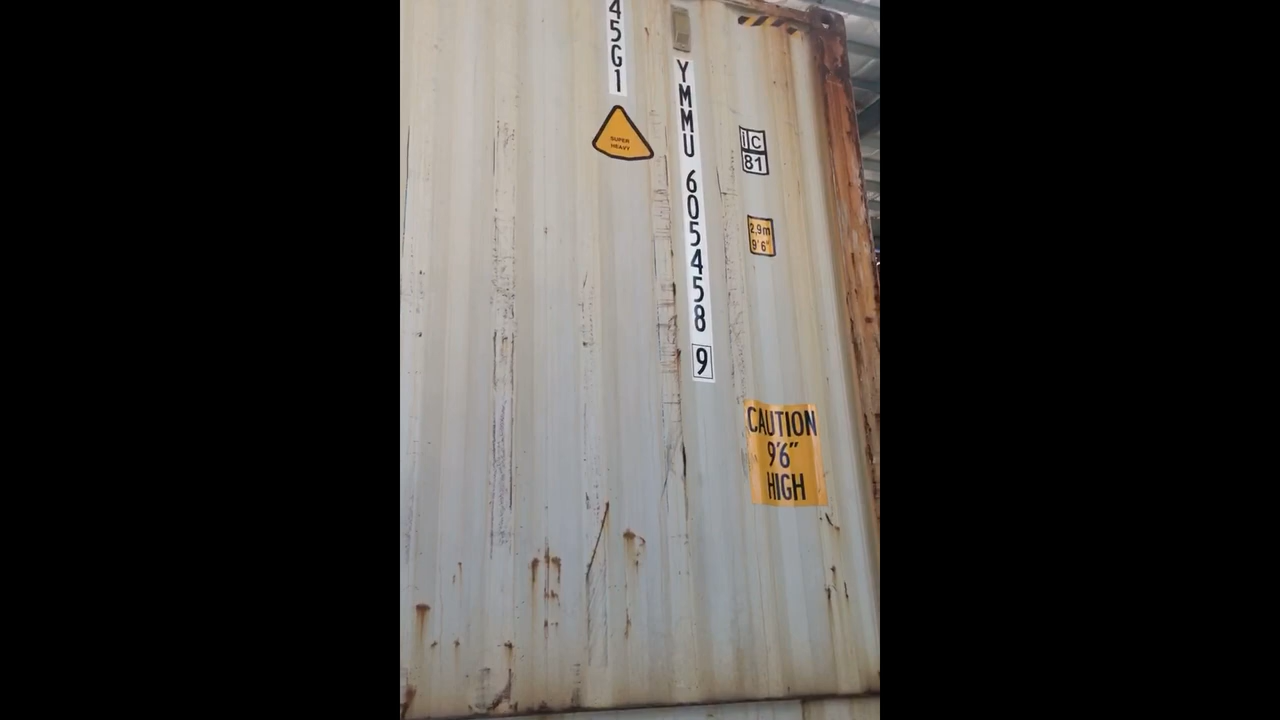 45G1
SUPER
HEAVY
YMMU 605458 9
iC
81
2,9m
9'6"
CAUTION
9'6"
HIGH